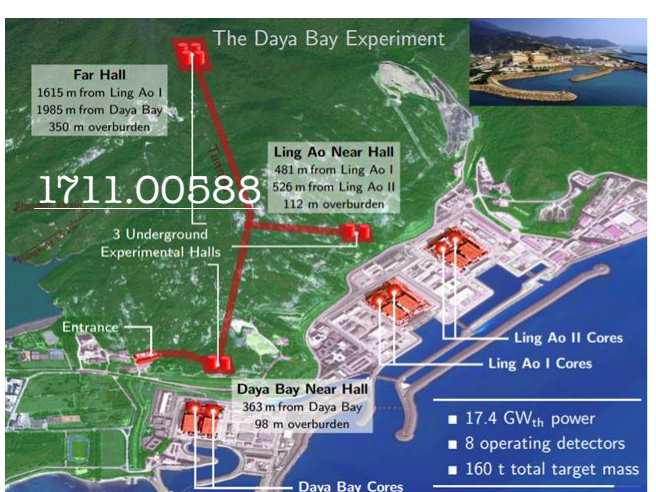 The Daya Bay Experiment
Far Hall
1615 m from Ling Ao I
1985 m from Daya Bay
350 m overburden
Ling Ao Near Hall
481 m from Ling Ao I
526 m from Ling Ao II
112 m overburden
1711.00588
3 Underground
Experimental Halls
Entrance
Ling Ao II Cores
Ling Ao I Cores
Daya Bay Near Hall
363 m from Daya Bay
98 m overburden
■ 17.4 GWth power
■ 8 operating detectors
■ 160 t total target mass
Daya Bay Cores